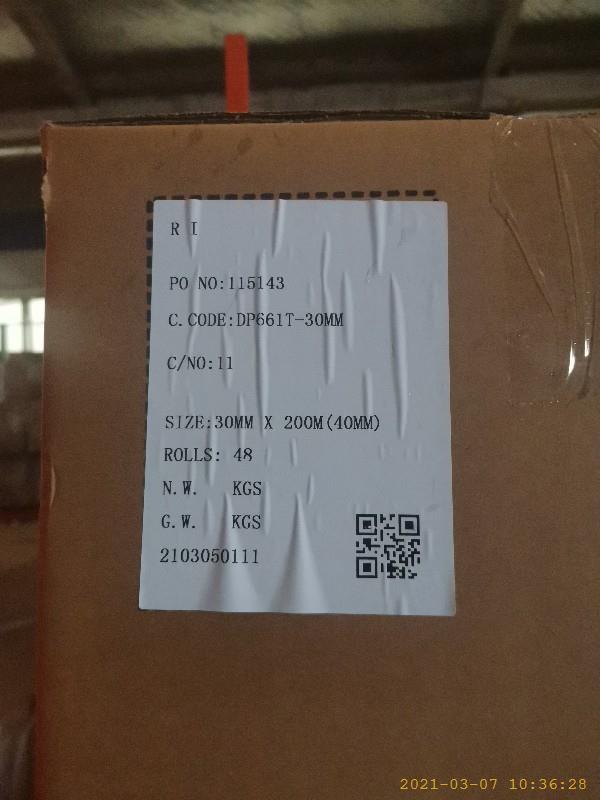 R I
PO NO:115143
C.CODE:DP661T-30MM
C/NO:11
SIZE:30MM X 200M(40MM)
ROLLS: 48
N.W. KGS
G.W. KGS
2103050111
2021-03-07 10:36:28